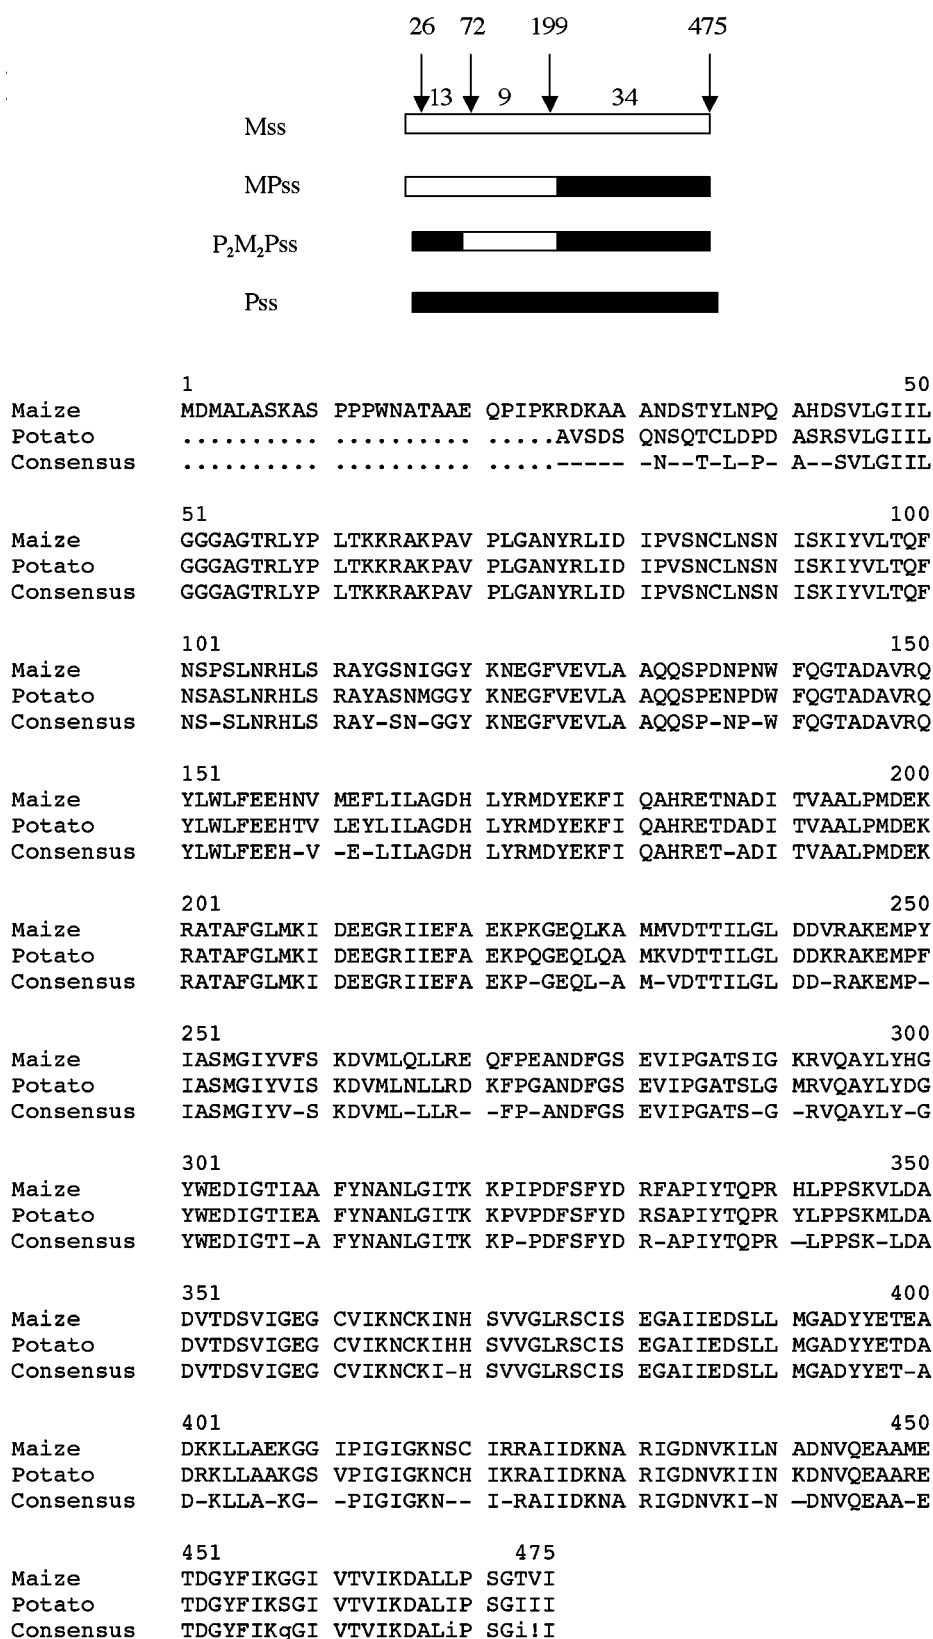 26 72 199 475
13 9 34
Mss
MPss
P₂M₂Pss
Pss
1 50
Maize MDMALASKAS PPPWNATAAE QPIPKRDKAA ANDSTYLNPQ AHDSVLGIIL
Potato .......... .......... .....AVSDS QNSQTCLDPD ASRSVLGIIL
Consensus .......... .......... .....----- -N--T-L-P- A--SVLGIIL
51 100
Maize GGGAGTRLYP LTKKRAKPAV PLGANYRLID IPVSNCLNSN ISKIYVLTQF
Potato GGGAGTRLYP LTKKRAKPAV PLGANYRLID IPVSNCLNSN ISKIYVLTQF
Consensus GGGAGTRLYP LTKKRAKPAV PLGANYRLID IPVSNCLNSN ISKIYVLTQF
101 150
Maize NSPSLNRHLS RAYGSNIGGY KNEGFVEVLA AQQSPDNPNW FQGTADAVRQ
Potato NSASLNRHLS RAYASNMGGY KNEGFVEVLA AQQSPENPDW FQGTADAVRQ
Consensus NS-SLNRHLS RAY-SN-GGY KNEGFVEVLA AQQSP-NP-W FQGTADAVRQ
151 200
Maize YLWLFEEHNV MEFLILAGDH LYRMDYEKFI QAHRETNADI TVAALPMDEK
Potato YLWLFEEHTV LEYLILAGDH LYRMDYEKFI QAHRETDADI TVAALPMDEK
Consensus YLWLFEEH-V -E-LILAGDH LYRMDYEKFI QAHRET-ADI TVAALPMDEK
201 250
Maize RATAFGLMKI DEEGRIIEFA EKPKGEQLKA MMVDTTILGL DDVRAKEMPY
Potato RATAFGLMKI DEEGRIIEFA EKPQGEQLQA MKVDTTILGL DDKRAKEMPF
Consensus RATAFGLMKI DEEGRIIEFA EKP-GEQL-A M-VDTTILGL DD-RAKEMP-
251 300
Maize IASMGIYVFS KDVMLQLLRE QFPEANDFGS EVIPGATSIG KRVQAYLYHG
Potato IASMGIYVIS KDVMLNLLRD KFPGANDFGS EVIPGATSLG MRVQAYLYDG
Consensus IASMGIYV-S KDVML-LLR- -FP-ANDFGS EVIPGATS-G -RVQAYLY-G
301 350
Maize YWEDIGTIAA FYNANLGITK KPIPDFSFYD RFAPIYTQPR HLPPSKVLDA
Potato YWEDIGTIEA FYNANLGITK KPVPDFSFYD RSAPIYTQPR YLPPSKMLDA
Consensus YWEDIGTI-A FYNANLGITK KP-PDFSFYD R-APIYTQPR —LPPSK-LDA
351 400
Maize DVTDSVIGEG CVIKNCKINH SVVGLRSCIS EGAIIEDSLL MGADYYETEA
Potato DVTDSVIGEG CVIKNCKIHH SVVGLRSCIS EGAIIEDSLL MGADYYETDA
Consensus DVTDSVIGEG CVIKNCKI-H SVVGLRSCIS EGAIIEDSLL MGADYYET-A
401 450
Maize DKKLLAEKGG IPIGIGKNSC IRRAIIDKNA RIGDNVKILN ADNVQEAAME
Potato DRKLLAAKGS VPIGIGKNCH IKRAIIDKNA RIGDNVKIIN KDNVQEAARE
Consensus D-KLLA-KG- -PIGIGKN-- I-RAIIDKNA RIGDNVKI-N —DNVQEAA-E
451 475
Maize TDGYFIKGGI VTVIKDALLP SGTVI
Potato TDGYFIKSGI VTVIKDALIP SGIII
Consensus TDGYFIKgGI VTVIKDALiP SGi!I